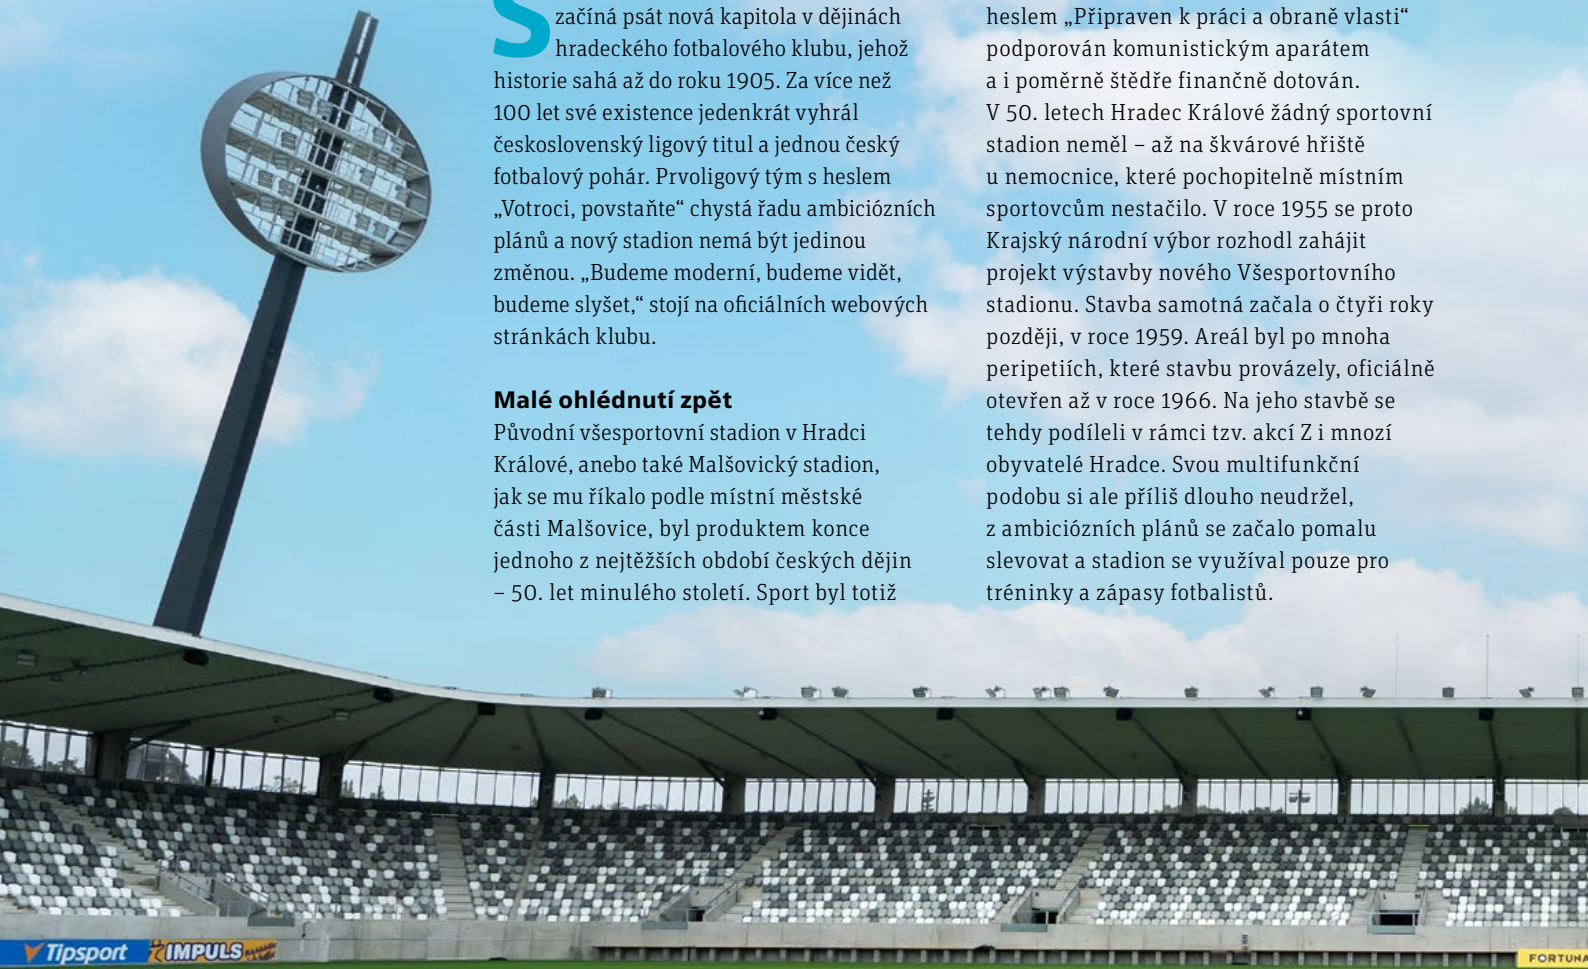 S
začíná psát nová kapitola v dějinách
hradeckého fotbalového klubu, jehož
historie sahá až do roku 1905. Za více než
100 let své existence jedenkrát vyhrál
československý ligový titul a jednou český
fotbalový pohár. Prvoligový tým s heslem
„Votroci, povstaňte“ chystá řadu ambiciózních
plánů a nový stadion nemá být jedinou
změnou. „Budeme moderní, budeme vidět,
budeme slyšet,“ stojí na oficiálních webových
stránkách klubu.
Malé ohlédnutí zpět
Původní všesportovní stadion v Hradci
Králové, anebo také Malšovický stadion,
jak se mu říkalo podle místní městské
části Malšovice, byl produktem konce
jednoho z nejtěžších období českých dějin
– 50. let minulého století. Sport byl totiž
heslem „Připraven k práci a obraně vlasti“
podporován komunistickým aparátem
a i poměrně štědře finančně dotován.
V 50. letech Hradec Králové žádný sportovní
stadion neměl – až na škvárové hřiště
u nemocnice, které pochopitelně místním
sportovcům nestačilo. V roce 1955 se proto
Krajský národní výbor rozhodl zahájit
projekt výstavby nového Všesportovního
stadionu. Stavba samotná začala o čtyři roky
později, v roce 1959. Areál byl po mnoha
peripetiích, které stavbu provázely, oficiálně
otevřen až v roce 1966. Na jeho stavbě se
tehdy podíleli v rámci tzv. akcí Z i mnozí
obyvatelé Hradce. Svou multifunkční
podobu si ale příliš dlouho neudržel,
z ambiciózních plánů se začalo pomalu
slevovat a stadion se využíval pouze pro
tréninky a zápasy fotbalistů.
Tipsport IMPULS
FORTUNA